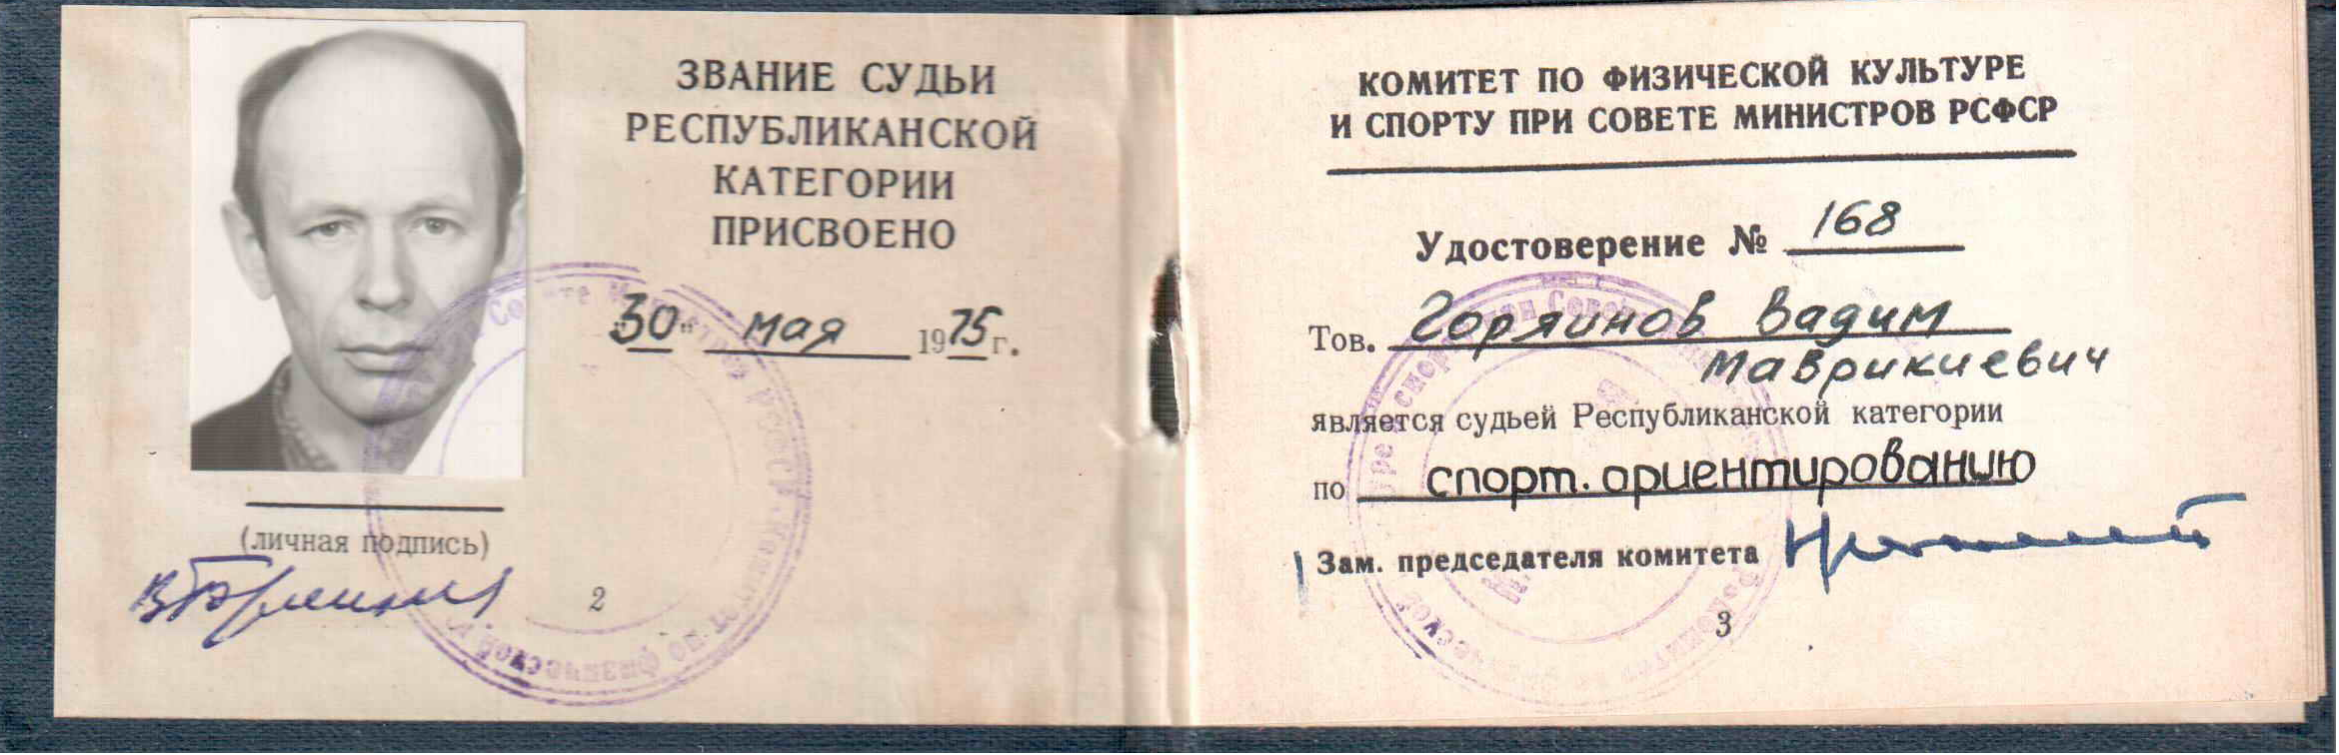 ЗВАНИЕ СУДЬИ
РЕСПУБЛИКАНСКОЙ
КАТЕГОРИИ
ПРИСВОЕНО
"30" мая 1975 г.
(личная подпись)
2
КОМИТЕТ ПО ФИЗИЧЕСКОЙ КУЛЬТУРЕ
И СПОРТУ ПРИ СОВЕТЕ МИНИСТРОВ РСФСР
Удостоверение № 168
Тов. Горяинов Вадим
Маврикиевич
является судьей Республиканской категории
по спорт. ориентированию
Зам. председателя комитета
3